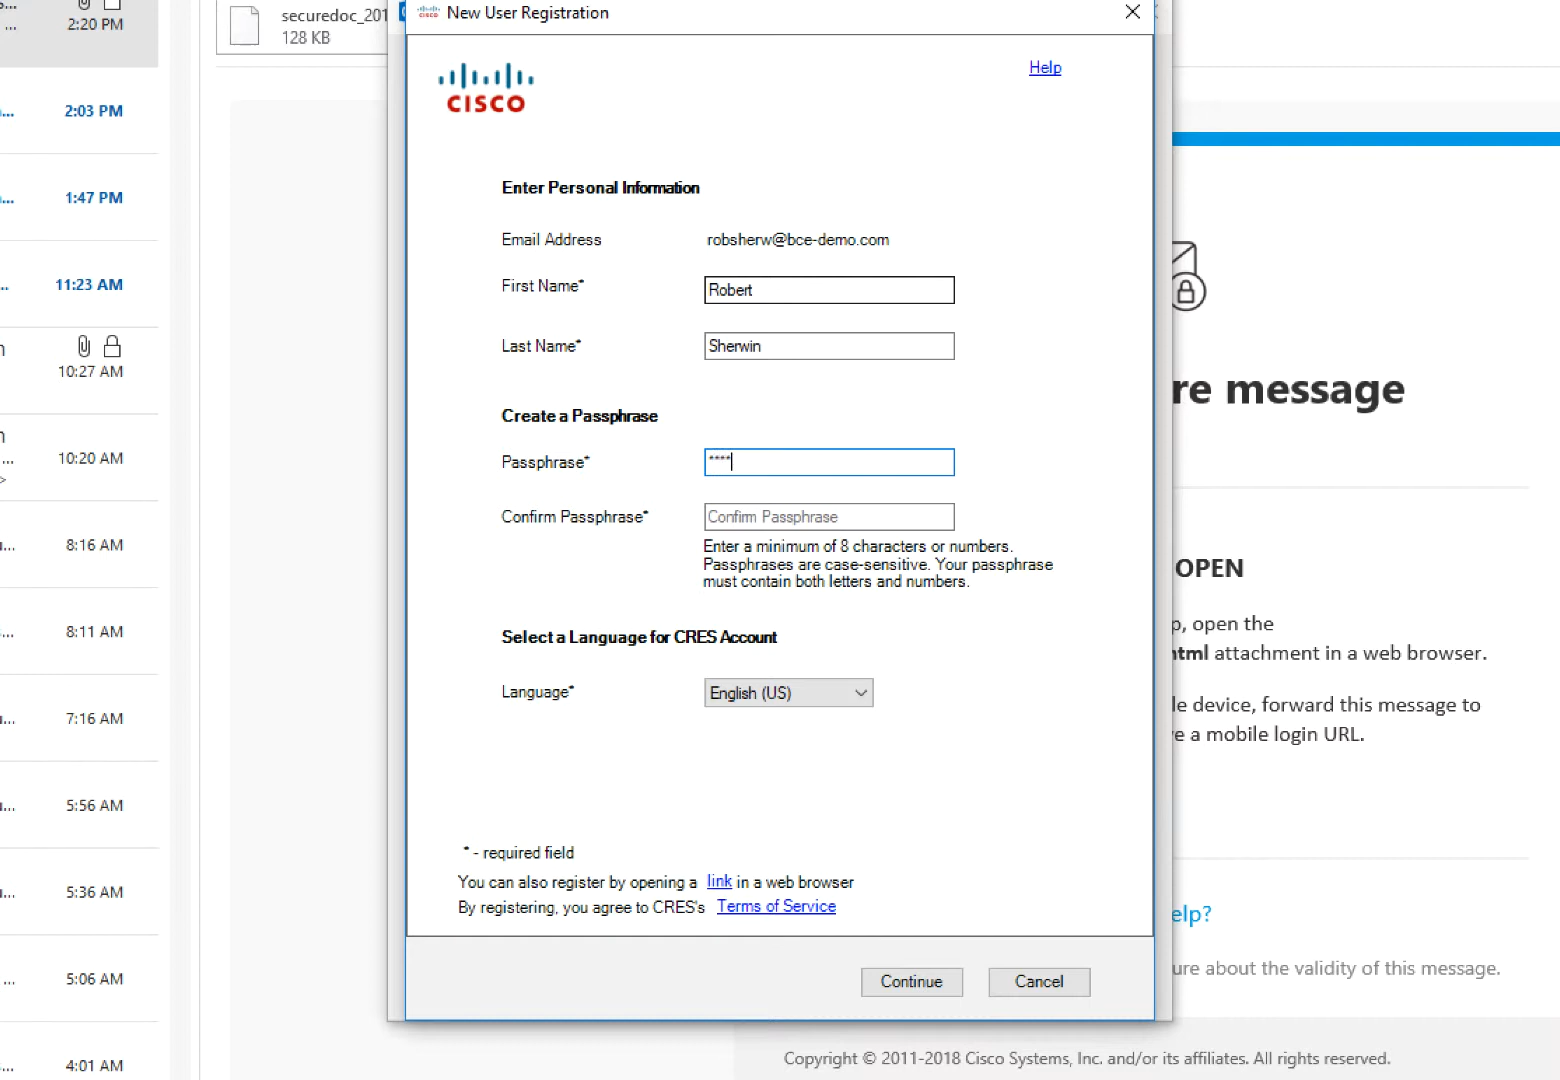 ...
2:20 PM
...
2:03 PM
...
1:47 PM
...
11:23 AM
10:27 AM
...
10:20 AM
>
8:16 AM
8:11 AM
...
7:16 AM
5:56 AM
5:36 AM
...
5:06 AM
...
4:01 AM
securedoc_201
128 KB
CISCO New User Registration
CISCO
Help
Enter Personal Information
Email Address robsherw@bce-demo.com
First Name* Robert
Last Name* Sherwin
Create a Passphrase
Passphrase* ****
Confirm Passphrase* Confirm Passphrase
Enter a minimum of 8 characters or numbers.
Passphrases are case-sensitive. Your passphrase
must contain both letters and numbers.
Select a Language for CRES Account
Language* English (US)
* - required field
You can also register by opening a link in a web browser
By registering, you agree to CRES's Terms of Service
Continue Cancel
re message
OPEN
p, open the
html attachment in a web browser.
le device, forward this message to
e a mobile login URL.
elp?
ure about the validity of this message.
Copyright © 2011-2018 Cisco Systems, Inc. and/or its affiliates. All rights reserved.